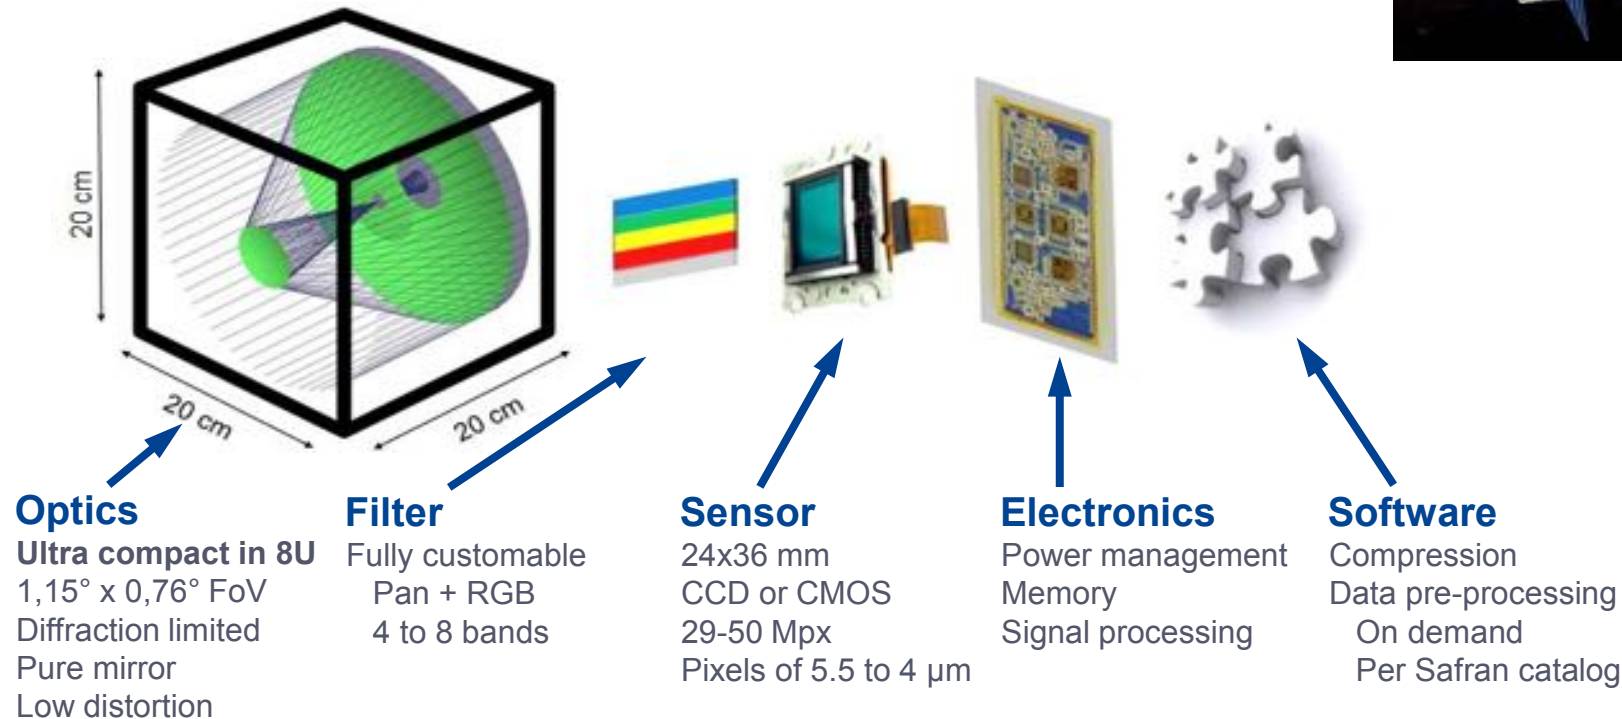 20 cm
20 cm
20 cm
Optics
Ultra compact in 8U
1,15° x 0,76° FoV
Diffraction limited
Pure mirror
Low distortion
Filter
Fully customable
Pan + RGB
4 to 8 bands
Sensor
24x36 mm
CCD or CMOS
29-50 Mpx
Pixels of 5.5 to 4 µm
Electronics
Power management
Memory
Signal processing
Software
Compression
Data pre-processing
On demand
Per Safran catalog